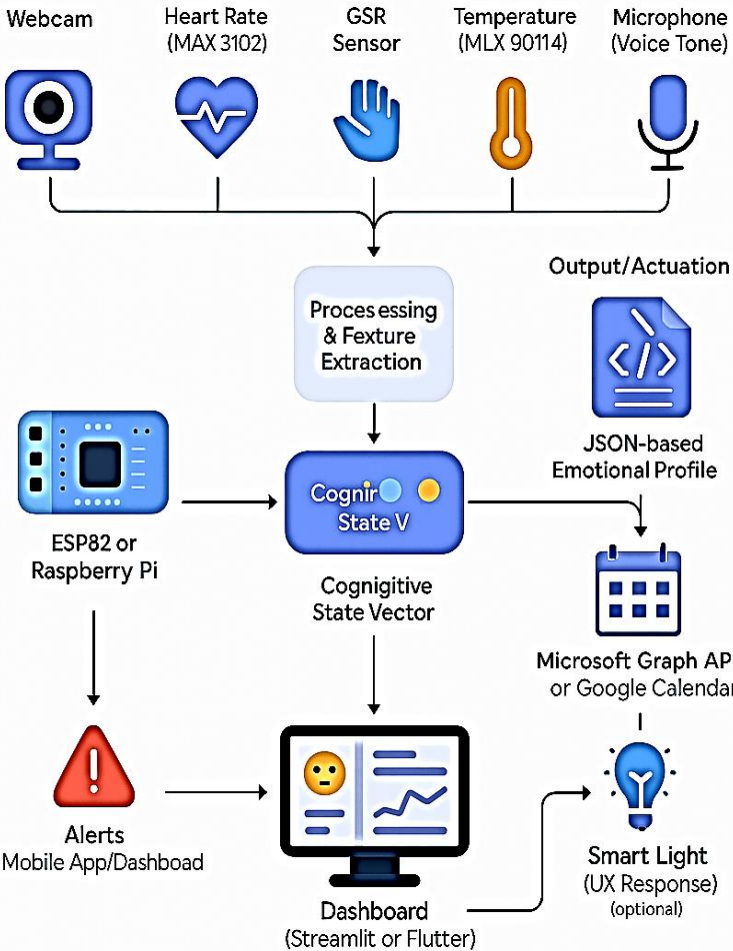 Webcam
Heart Rate
(MAX 3102)
GSR
Sensor
Temperature
(MLX 90114)
Microphone
(Voice Tone)
Proces essing
& Fexture
Extraction
Output/Actuation
</>
JSON-based
Emotional Profile
ESP82 or
Raspberry Pi
Cognir
State V
Cognigitive
State Vector
Microsoft Graph AP
or Google Calendar
Alerts
Mobile App/Dashboad
Dashboard
(Streamlit or Flutter)
Smart Light
(UX Response)
(optional)